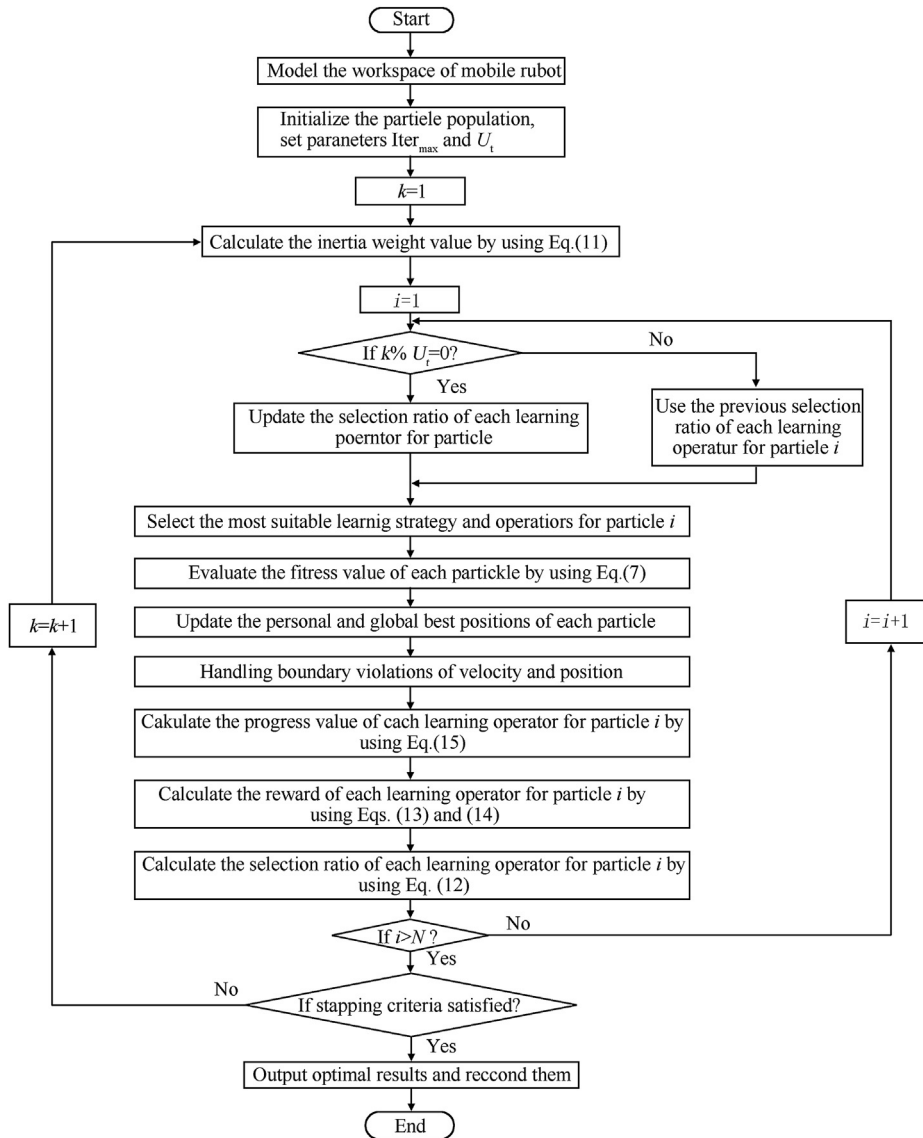 Start
Model the workspace of mobile rubot
Initialize the partiele population,
set paraneters Iter_max and U_t
k=1
Calculate the inertia weight value by using Eq.(11)
i=1
If k% U_t=0?
No
Yes
Update the selection ratio of each learning
poerntor for particle
Use the previous selection
ratio of each learning
operatur for partiele i
Select the most suitable learnig strategy and operatiors for particle i
Evaluate the fitress value of each partickle by using Eq.(7)
Update the personal and global best positions of each particle
k=k+1
i=i+1
Handling boundary violations of velocity and position
Cakulate the progress value of cach learning operator for particle i by
using Eq.(15)
Calculate the reward of each learning operator for particle i by
using Eqs. (13) and (14)
Calculate the selection ratio of each learning operator for particle i by
using Eq. (12)
If i>N ?
No
Yes
No
If stapping criteria satisfied?
Yes
Output optimal results and reccond them
End